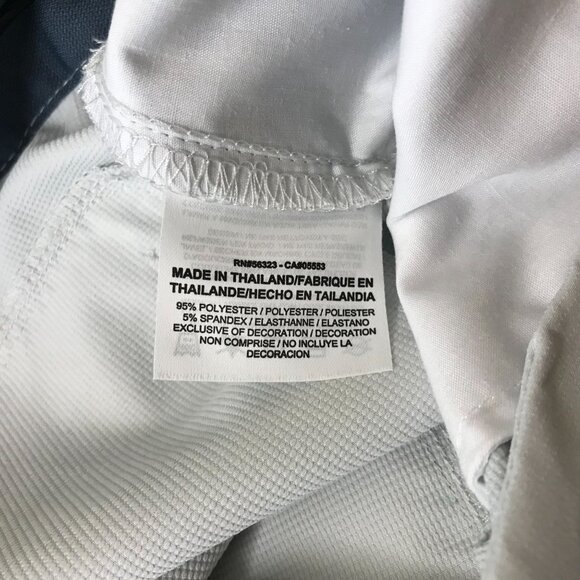 RN#56323 - CA#05553
MADE IN THAILAND/FABRIQUE EN
THAILANDE/HECHO EN TAILANDIA
95% POLYESTER / POLYESTER / POLIESTER
5% SPANDEX / ELASTHANNE / ELASTANO
EXCLUSIVE OF DECORATION / DECORATION
NON COMPRISE / NO INCLUYE LA
DECORACION